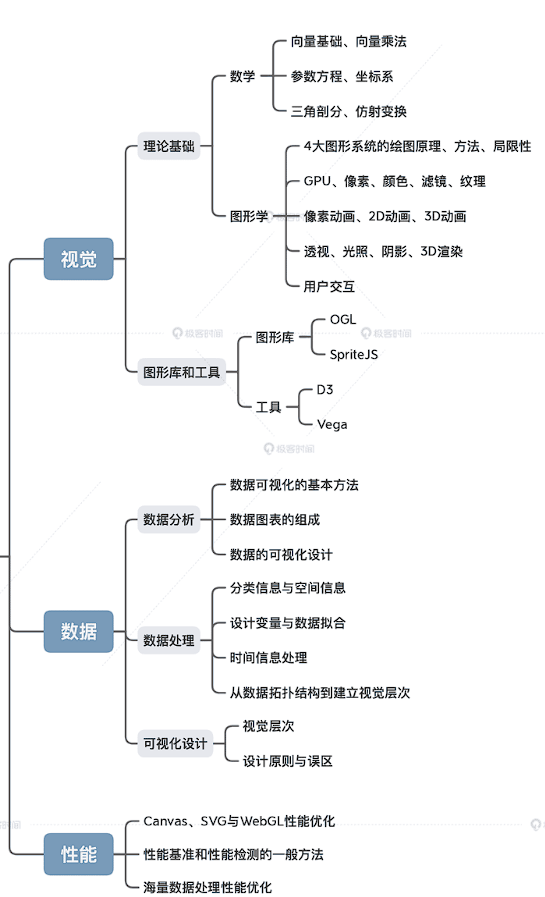 向量基础、向量乘法
数学
参数方程、坐标系
三角剖分、仿射变换
理论基础
4大图形系统的绘图原理、方法、局限性
GPU、像素、颜色、滤镜、纹理
图形学
像素动画、2D动画、3D动画
透视、光照、阴影、3D渲染
用户交互
视觉
极客时间
极客时间
OGL
图形库
SpriteJS
图形库和工具
D3
工具
Vega
极客时间
数据可视化的基本方法
数据分析
数据图表的组成
数据的可视化设计
分类信息与空间信息
设计变量与数据拟合
数据
数据处理
时间信息处理
从数据拓扑结构到建立视觉层次
视觉层次
可视化设计
设计原则与误区
Canvas、SVG与WebGL性能优化
性能
性能基准和性能检测的一般方法
海量数据处理性能优化